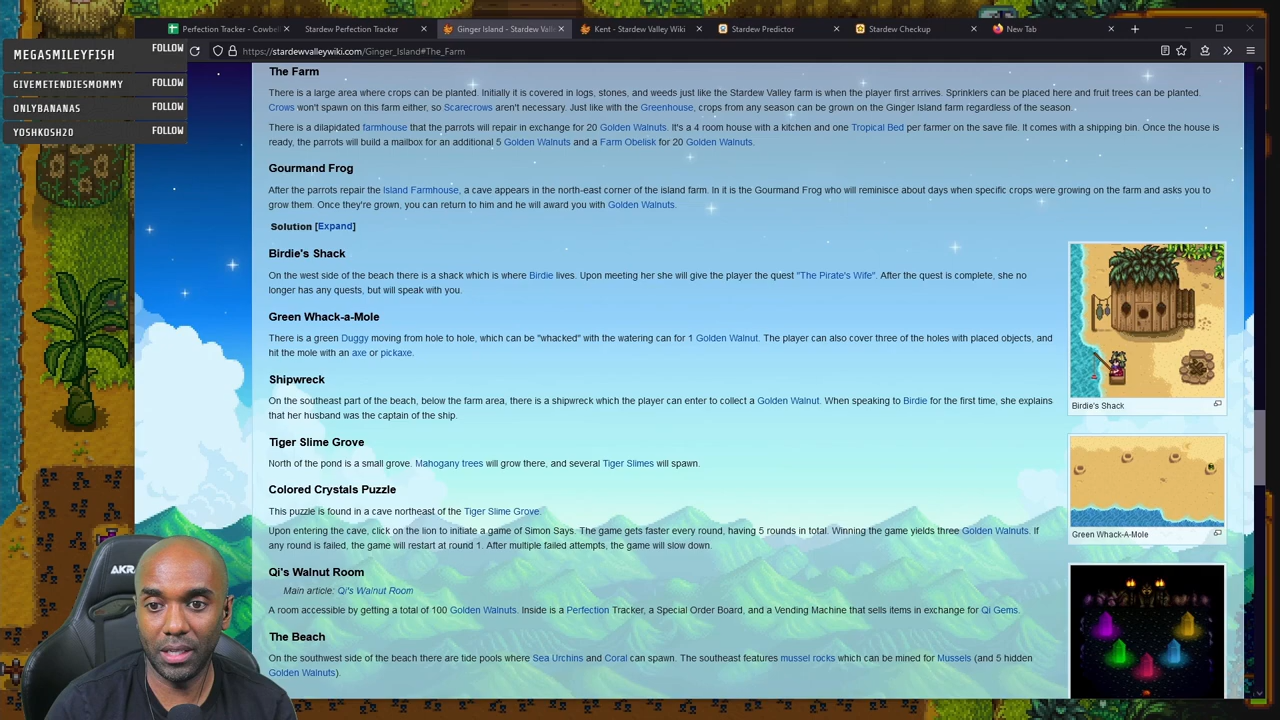 Perfection Tracker - Cowbel
Stardew Perfection Tracker
Ginger Island - Stardew Vall
Kent - Stardew Valley Wiki
Stardew Predictor
Stardew Checkup
New Tab
MEGASMILEYFISH FOLLOW
GIVEMETENDIESMOMMY FOLLOW
ONLYBANANAS FOLLOW
YOSHKOSH20 FOLLOW
https://stardewvalleywiki.com/Ginger_Island#The_Farm
The Farm
There is a large area where crops can be planted. Initially it is covered in logs, stones, and weeds just like the Stardew Valley farm is when the player first arrives. Sprinklers can be placed here and fruit trees can be planted.
Crows won't spawn on this farm either, so Scarecrows aren't necessary. Just like with the Greenhouse, crops from any season can be grown on the Ginger Island farm regardless of the season.
There is a dilapidated farmhouse that the parrots will repair in exchange for 20 Golden Walnuts. It's a 4 room house with a kitchen and one Tropical Bed per farmer on the save file. It comes with a shipping bin. Once the house is
ready, the parrots will build a mailbox for an additional 5 Golden Walnuts and a Farm Obelisk for 20 Golden Walnuts.
Gourmand Frog
After the parrots repair the Island Farmhouse, a cave appears in the north-east corner of the island farm. In it is the Gourmand Frog who will reminisce about days when specific crops were growing on the farm and asks you to
grow them. Once they're grown, you can return to him and he will award you with Golden Walnuts.
Solution [Expand]
Birdie's Shack
On the west side of the beach there is a shack which is where Birdie lives. Upon meeting her she will give the player the quest "The Pirate's Wife". After the quest is complete, she no
longer has any quests, but will speak with you.
Green Whack-a-Mole
There is a green Duggy moving from hole to hole, which can be "whacked" with the watering can for 1 Golden Walnut. The player can also cover three of the holes with placed objects, and
hit the mole with an axe or pickaxe.
Shipwreck
On the southeast part of the beach, below the farm area, there is a shipwreck which the player can enter to collect a Golden Walnut. When speaking to Birdie for the first time, she explains
that her husband was the captain of the ship.
Birdie's Shack
Tiger Slime Grove
North of the pond is a small grove. Mahogany trees will grow there, and several Tiger Slimes will spawn.
Colored Crystals Puzzle
This puzzle is found in a cave northeast of the Tiger Slime Grove.
Upon entering the cave, click on the lion to initiate a game of Simon Says. The game gets faster every round, having 5 rounds in total. Winning the game yields three Golden Walnuts. If
any round is failed, the game will restart at round 1. After multiple failed attempts, the game will slow down.
Green Whack-A-Mole
Qi's Walnut Room
Main article: Qi's Walnut Room
A room accessible by getting a total of 100 Golden Walnuts. Inside is a Perfection Tracker, a Special Order Board, and a Vending Machine that sells items in exchange for Qi Gems.
The Beach
On the southwest side of the beach there are tide pools where Sea Urchins and Coral can spawn. The southeast features mussel rocks which can be mined for Mussels (and 5 hidden
Golden Walnuts).
AKR